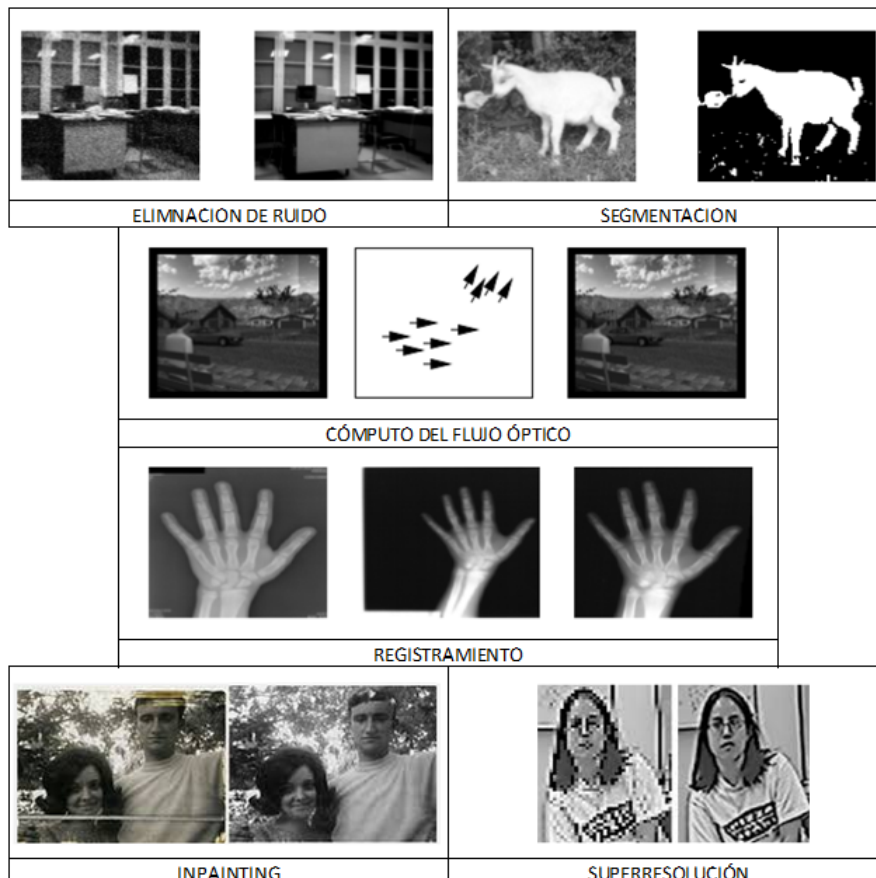 ELIMNACION DE RUIDO
SEGMENTACION
CÓMPUTO DEL FLUJO ÓPTICO
REGISTRAMIENTO
INPAINTING
SUPERRESOLUCIÓN